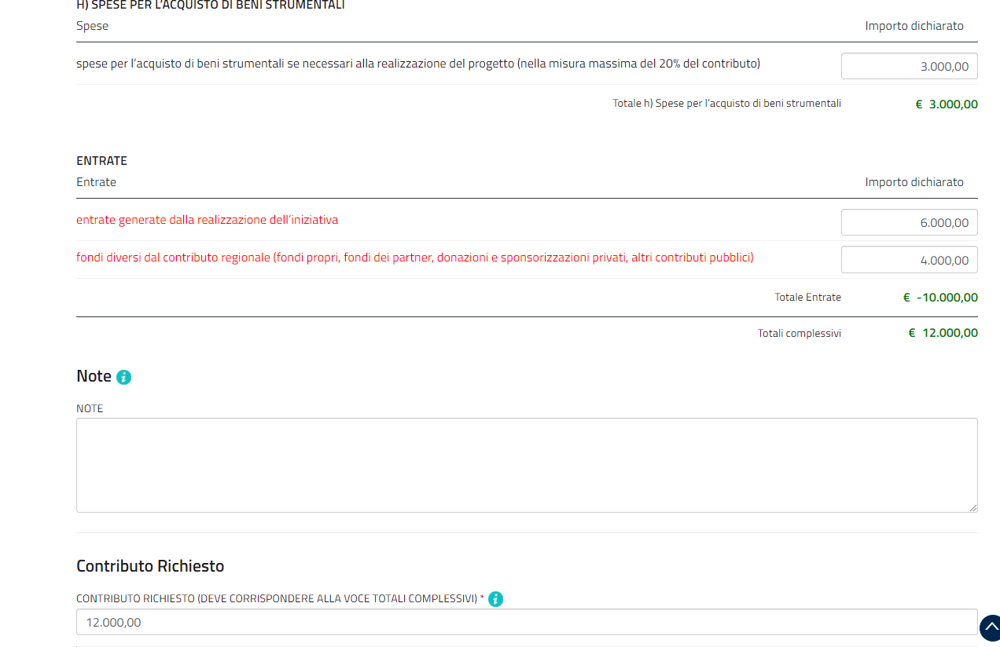 H) SPESE PER L'ACQUISTO DI BENI STRUMENTALI
Spese Importo dichiarato
spese per l'acquisto di beni strumentali se necessari alla realizzazione del progetto (nella misura massima del 20% del contributo) 3.000,00
Totale h) Spese per l'acquisto di beni strumentali € 3.000,00
ENTRATE
Entrate Importo dichiarato
entrate generate dalla realizzazione dell'iniziativa 6.000,00
fondi diversi dal contributo regionale (fondi propri, fondi dei partner, donazioni e sponsorizzazioni privati, altri contributi pubblici) 4.000,00
Totale Entrate € -10.000,00
Totali complessivi € 12.000,00
Note i
NOTE
Contributo Richiesto
CONTRIBUTO RICHIESTO (DEVE CORRISPONDERE ALLA VOCE TOTALI COMPLESSIVI) * i
12.000,00